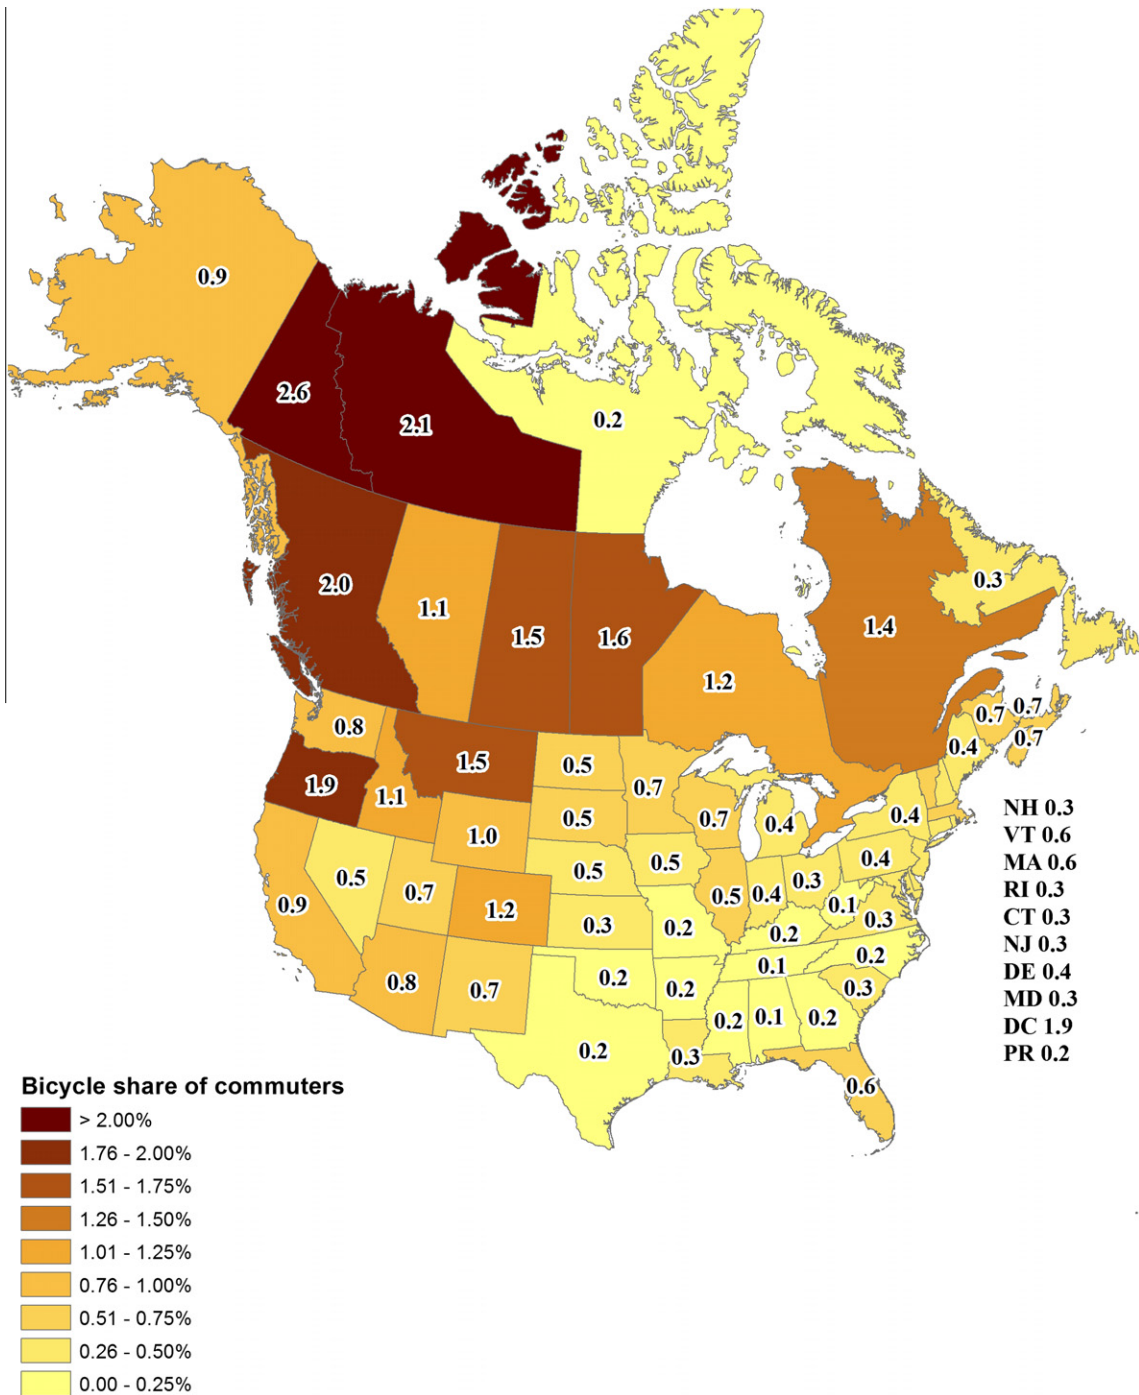 0.9
2.6
2.1
0.2
0.3
2.0
1.1
1.5
1.6
1.4
1.2
0.7
0.7
0.7
0.4
0.8
1.5
0.5
0.7
1.9
1.1
1.0
0.5
0.7
0.4
0.4
0.5
0.7
1.2
0.5
0.5
0.5
0.4
0.3
0.4
0.9
0.3
0.2
0.2
0.1
0.3
0.8
0.7
0.2
0.2
0.1
0.2
0.3
0.2
0.3
0.2
0.1
0.2
0.6
NH 0.3
VT 0.6
MA 0.6
RI 0.3
CT 0.3
NJ 0.3
DE 0.4
MD 0.3
DC 1.9
PR 0.2
Bicycle share of commuters
> 2.00%
1.76 - 2.00%
1.51 - 1.75%
1.26 - 1.50%
1.01 - 1.25%
0.76 - 1.00%
0.51 - 0.75%
0.26 - 0.50%
0.00 - 0.25%